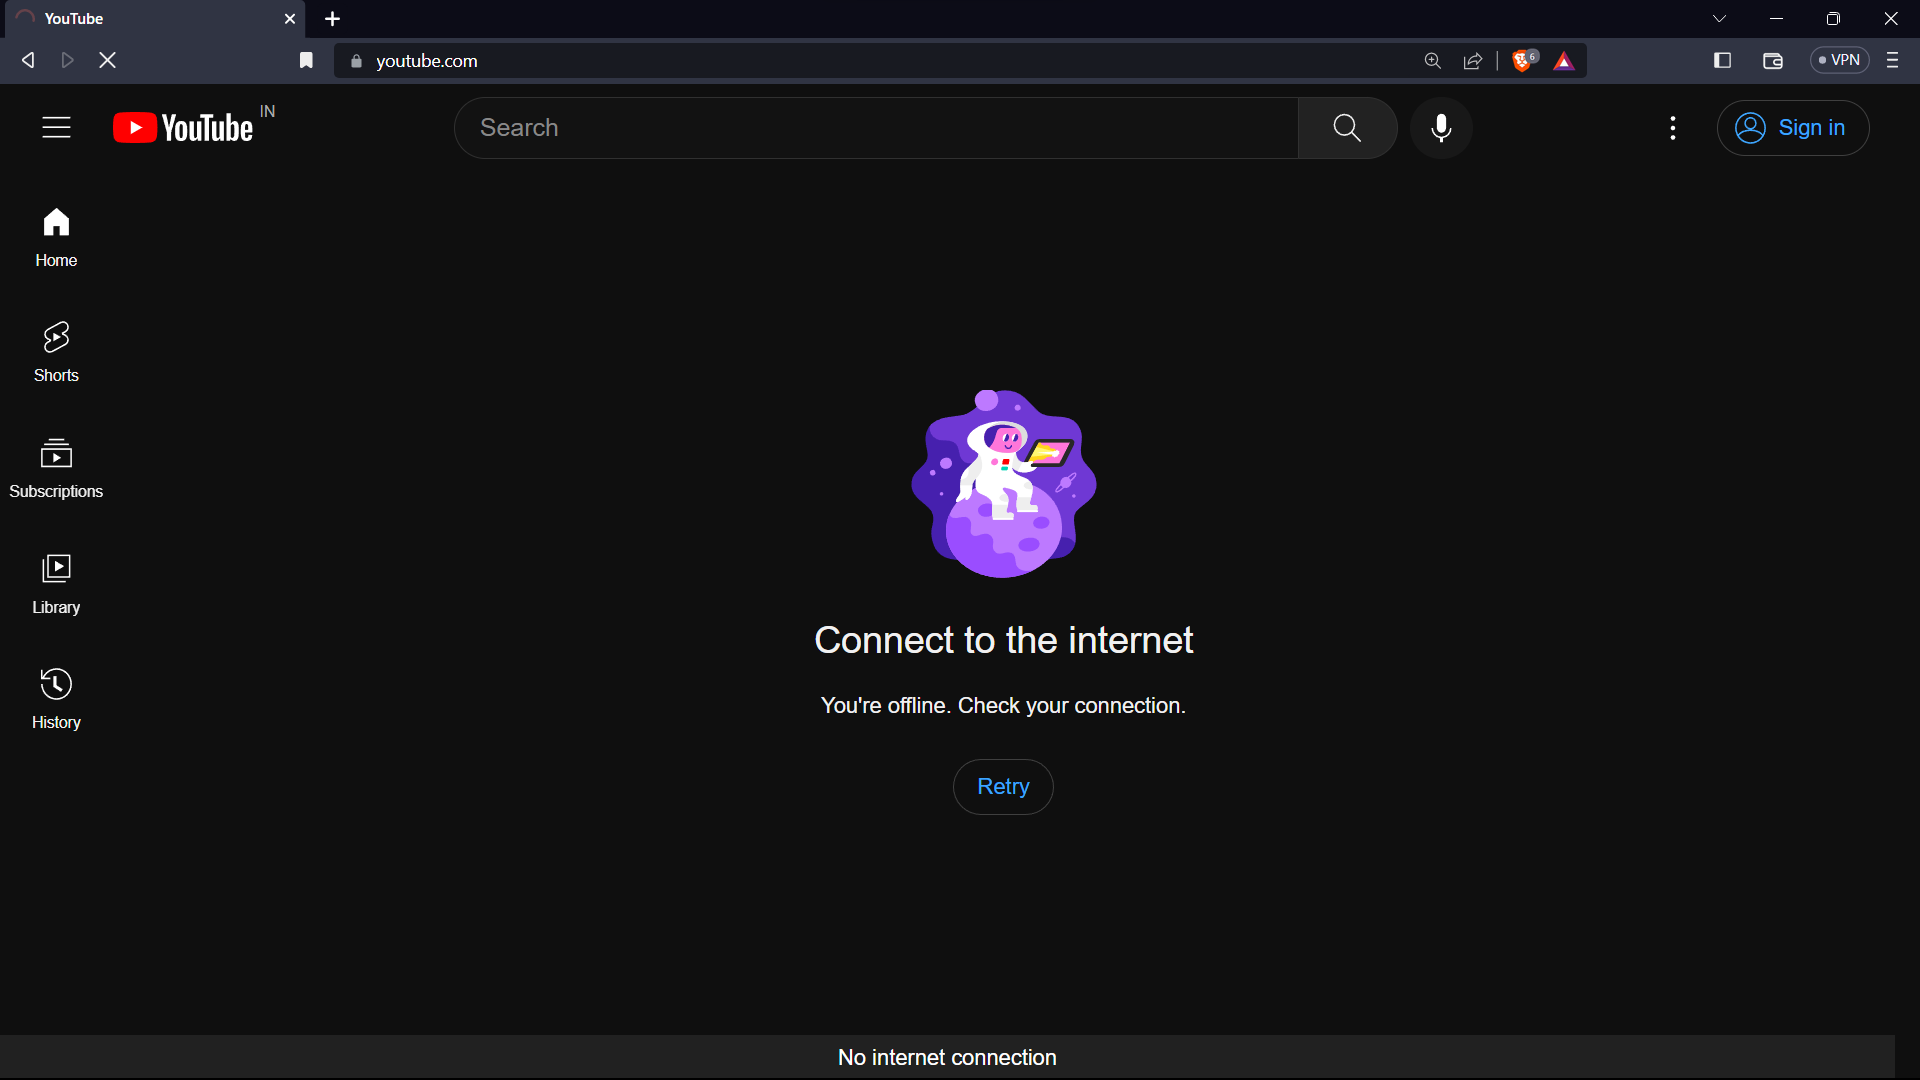 YouTube
youtube.com
6
VPN
YouTube IN
Search
Sign in
Home
Shorts
Subscriptions
Library
History
Connect to the internet
You're offline. Check your connection.
Retry
No internet connection